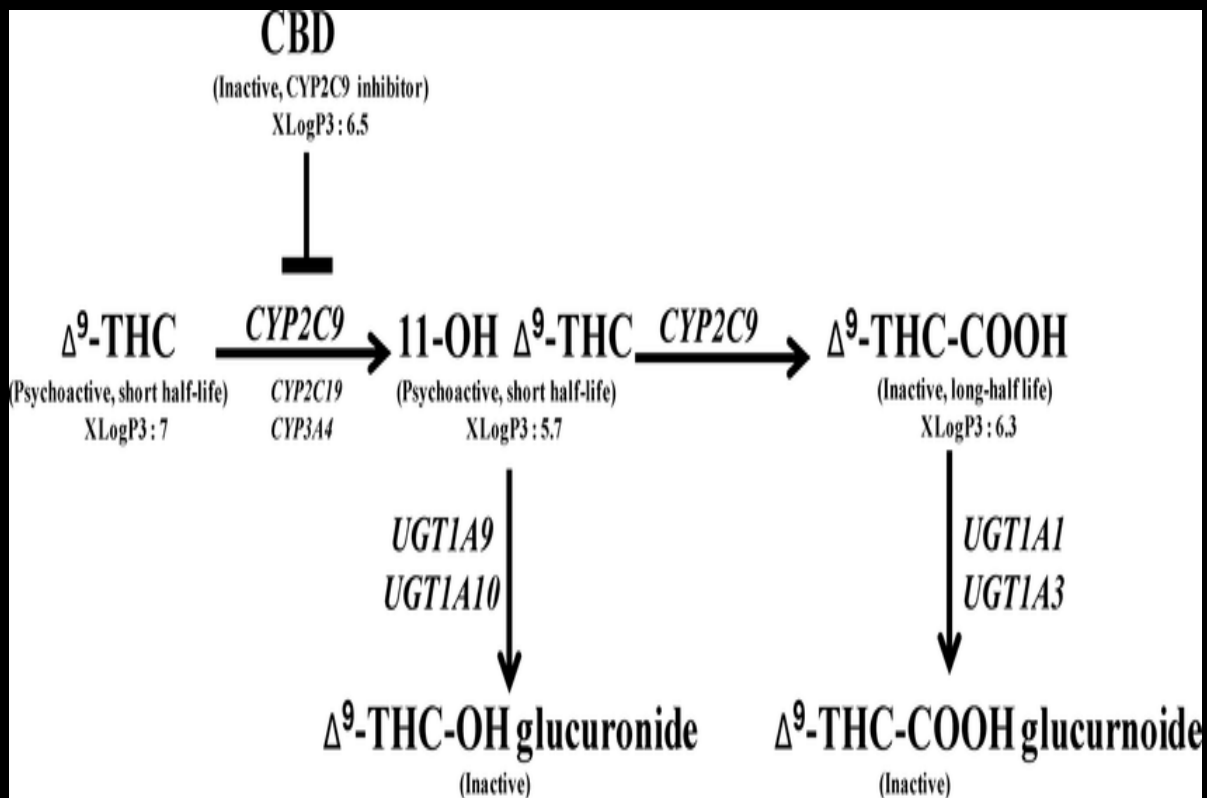 CBD
(Inactive, CYP2C9 inhibitor)
XLogP3 : 6.5
Δ⁹-THC
(Psychoactive, short half-life)
XLogP3 : 7
CYP2C9
CYP2C19
CYP3A4
11-OH Δ⁹-THC
(Psychoactive, short half-life)
XLogP3 : 5.7
CYP2C9
Δ⁹-THC-COOH
(Inactive, long-half life)
XLogP3 : 6.3
UGT1A9
UGT1A10
UGT1A1
UGT1A3
Δ⁹-THC-OH glucuronide
(Inactive)
Δ⁹-THC-COOH glucurnoide
(Inactive)